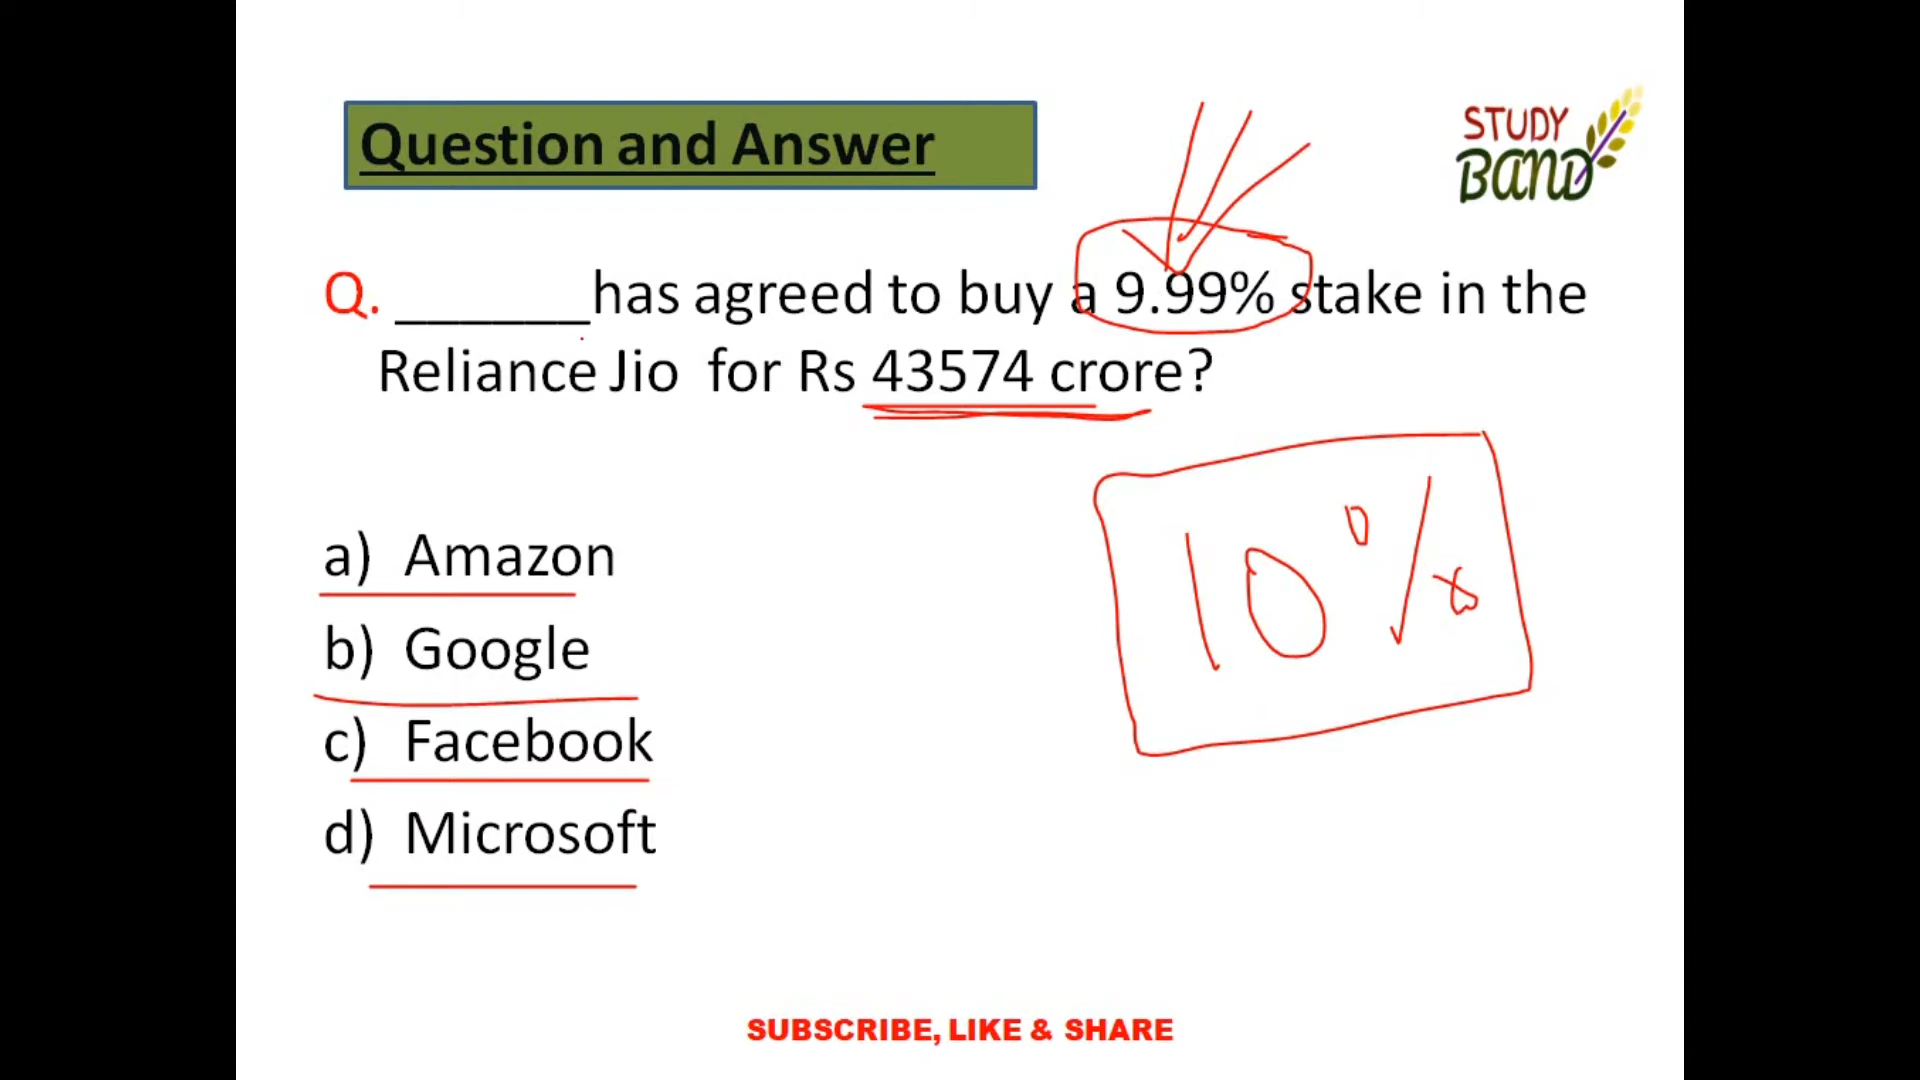 Question and Answer
STUDY
BAND
Q. ______has agreed to buy a 9.99% stake in the
Reliance Jio for Rs 43574 crore?
10%
a) Amazon
b) Google
c) Facebook
d) Microsoft
SUBSCRIBE, LIKE & SHARE